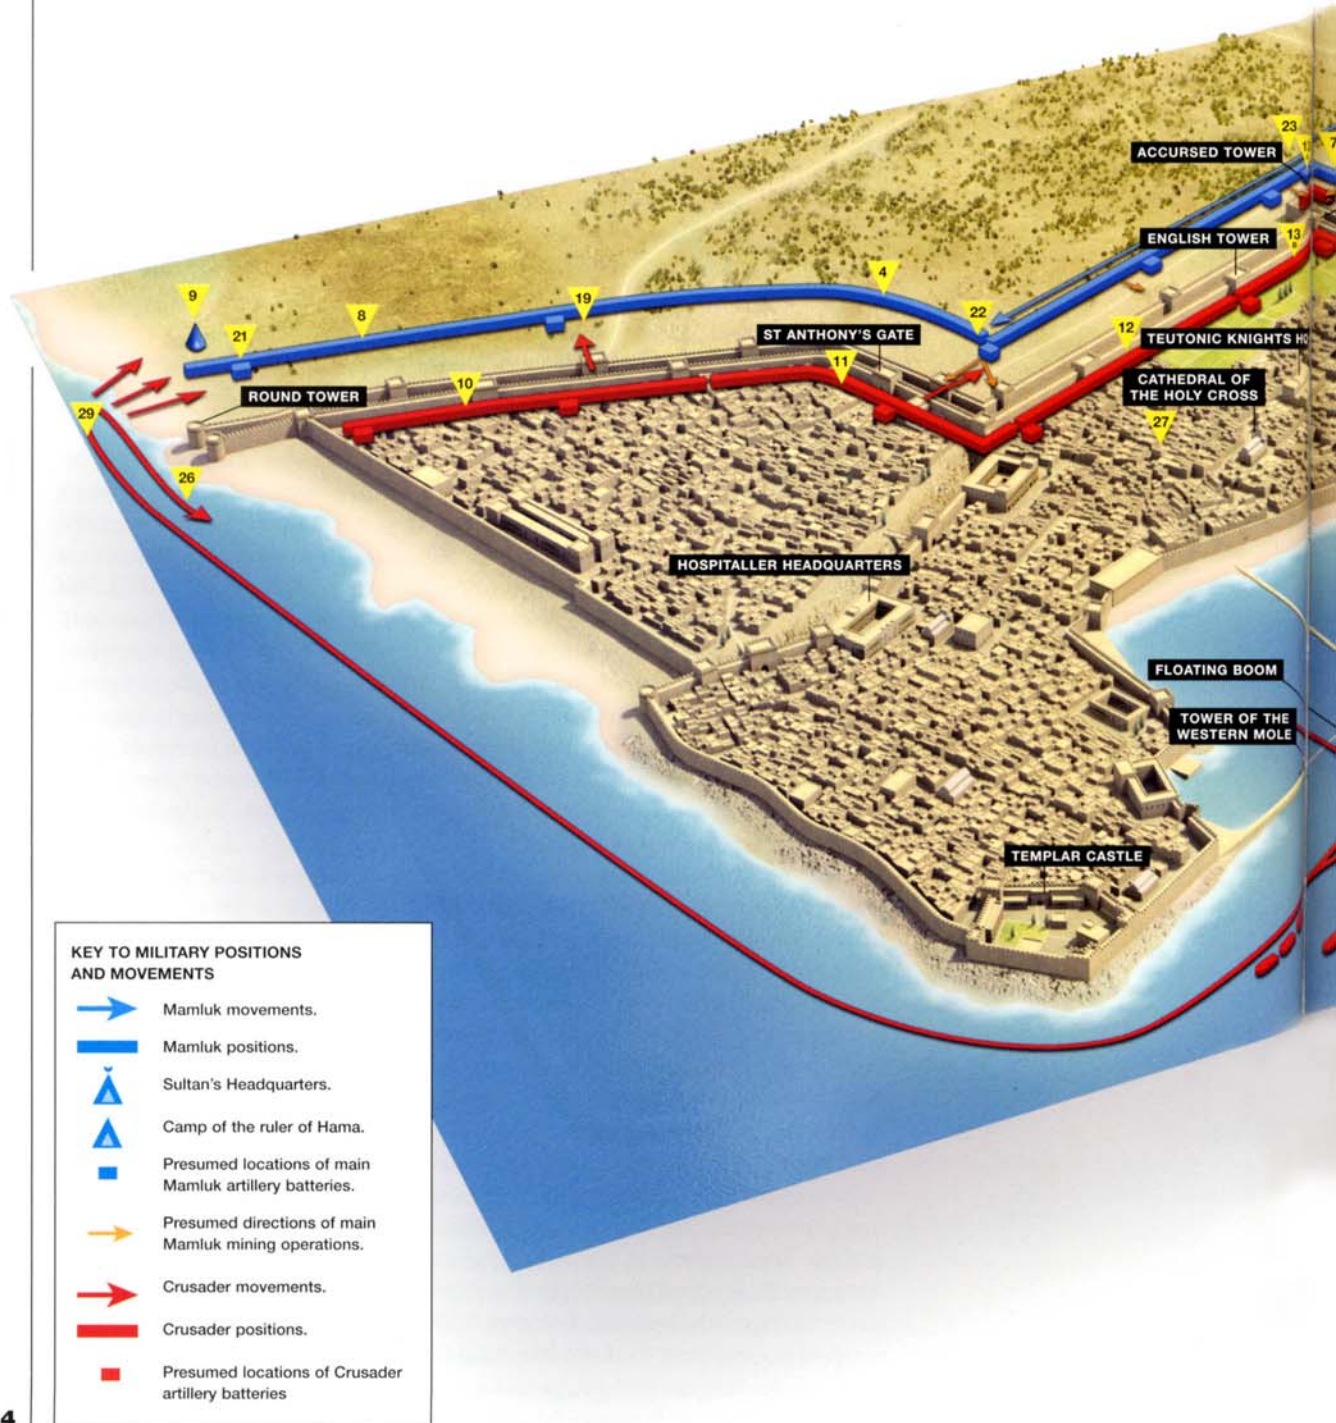 23
7
ACCURSED TOWER
ENGLISH TOWER
13
B
9
8
19
4
22
21
ST ANTHONY'S GATE
12
TEUTONIC KNIGHTS
11
10
CATHEDRAL OF
THE HOLY CROSS
ROUND TOWER
29
27
26
HOSPITALLER HEADQUARTERS
FLOATING BOOM
TOWER OF THE
WESTERN MOLE
TEMPLAR CASTLE
KEY TO MILITARY POSITIONS
AND MOVEMENTS
Mamluk movements.
Mamluk positions.
Sultan's Headquarters.
Camp of the ruler of Hama.
Presumed locations of main
Mamluk artillery batteries.
Presumed directions of main
Mamluk mining operations.
Crusader movements.
Crusader positions.
Presumed locations of Crusader
artillery batteries
4